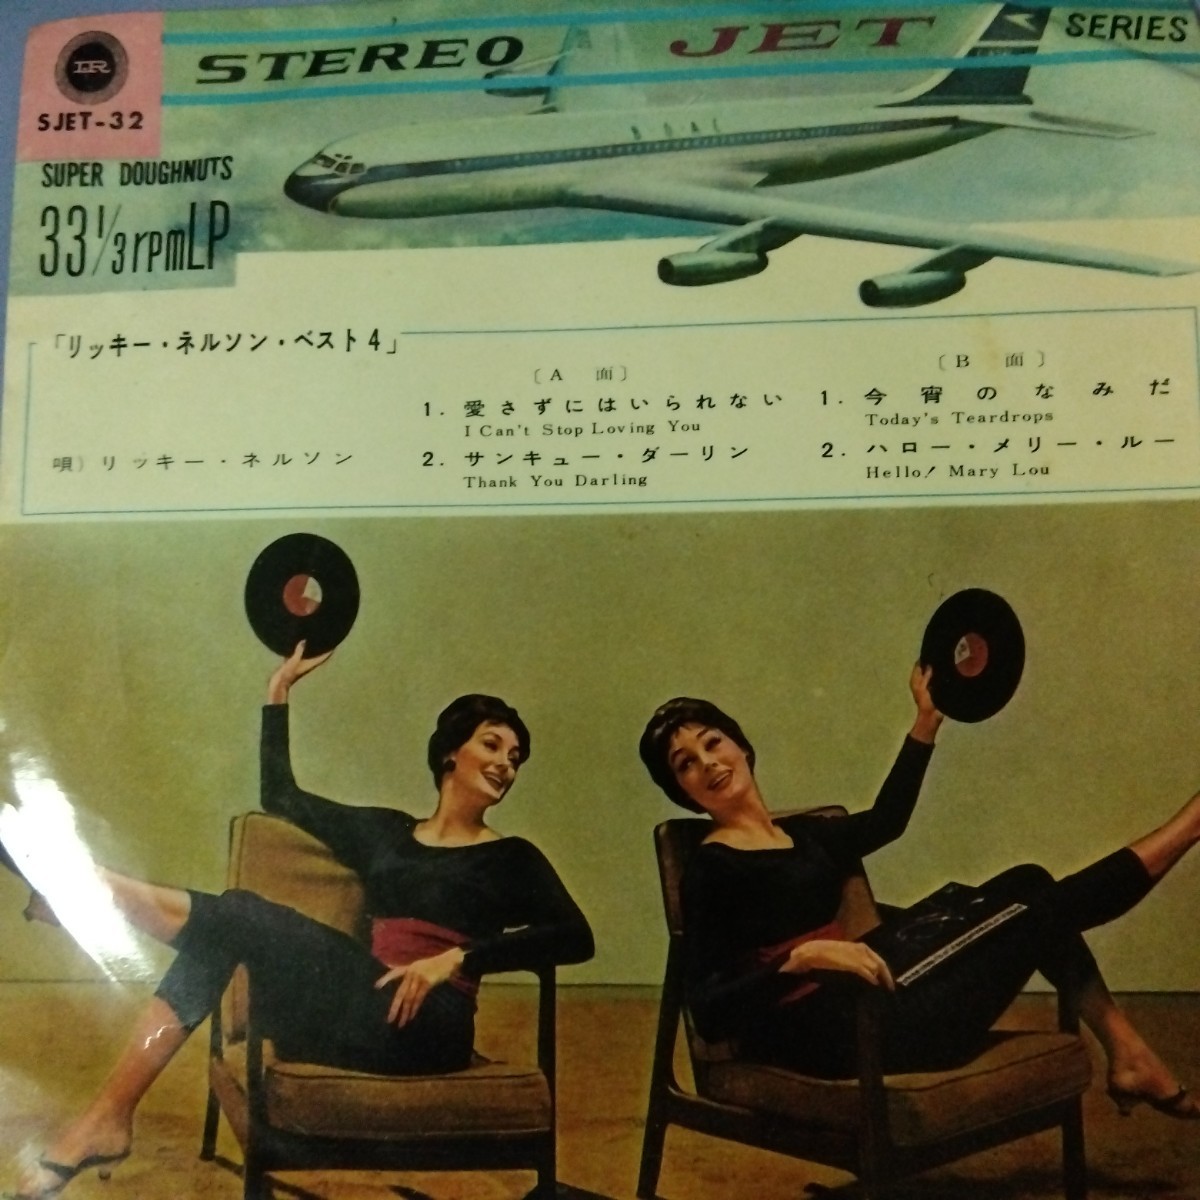 STEREO JET SERIES
IR
SJET-32
SUPER DOUGHNUTS
33 1/3 rpm LP
B.O.A.C
「リッキー・ネルソン・ベスト4」
唄) リッキー・ネルソン
〔A 面〕
1. 愛さずにはいられない
I Can't Stop Loving You
2. サンキュー・ダーリン
Thank You Darling
〔B 面〕
1. 今宵のなみだ
Today's Teardrops
2. ハロー・メリー・ルー
Hello! Mary Lou